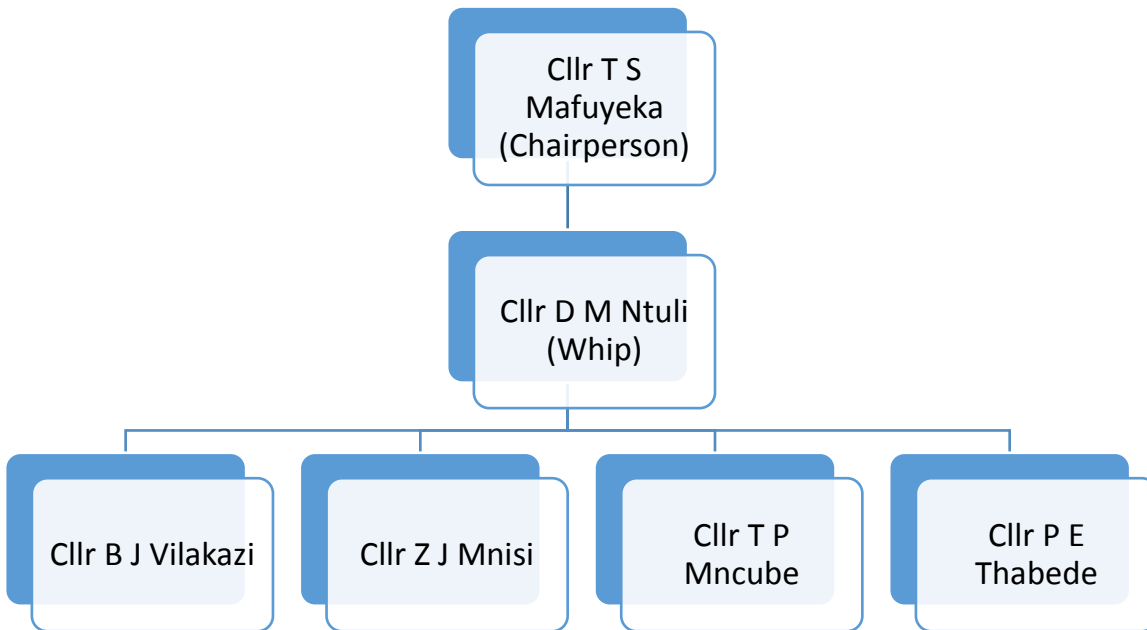 Cllr T S
Mafuyeka
(Chairperson)
Cllr D M Ntuli
(Whip)
Cllr B J Vilakazi
Cllr Z J Mnisi
Cllr T P
Mncube
Cllr P E
Thabede